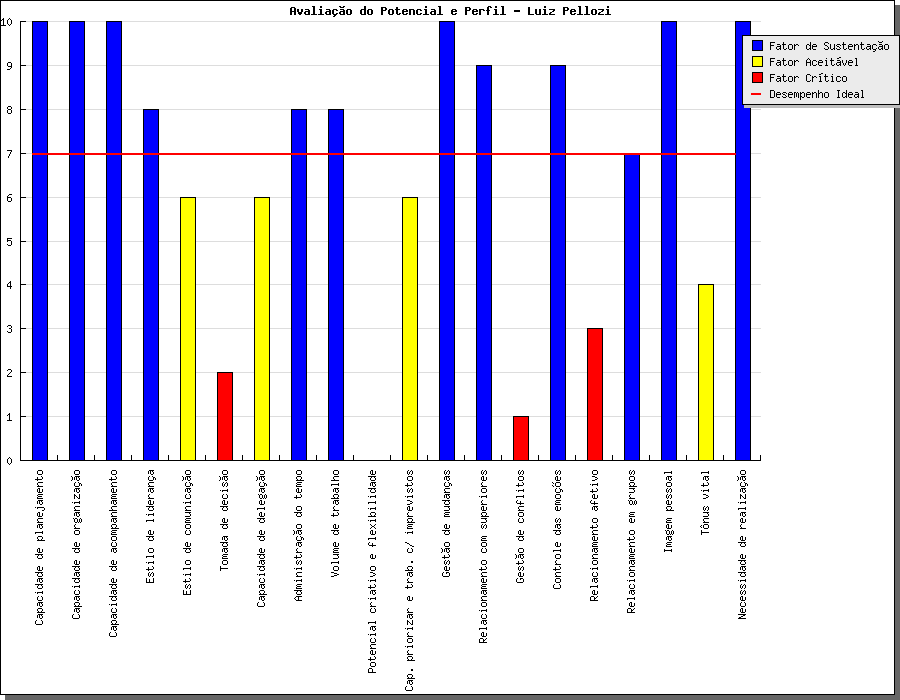 Avaliação do Potencial e Perfil - Luiz Pellozi
Fator de Sustentação
Fator Aceitável
Fator Crítico
Desempenho Ideal
10
9
8
7
6
5
4
3
2
1
0
Capacidade de planejamento
Capacidade de organização
Capacidade de acompanhamento
Estilo de liderança
Estilo de comunicação
Tomada de decisão
Capacidade de delegação
Administração do tempo
Volume de trabalho
Potencial criativo e flexibilidade
Cap. priorizar e trab. c/ imprevistos
Gestão de mudanças
Relacionamento com superiores
Gestão de conflitos
Controle das emoções
Relacionamento afetivo
Relacionamento em grupos
Imagem pessoal
Tônus vital
Necessidade de realização